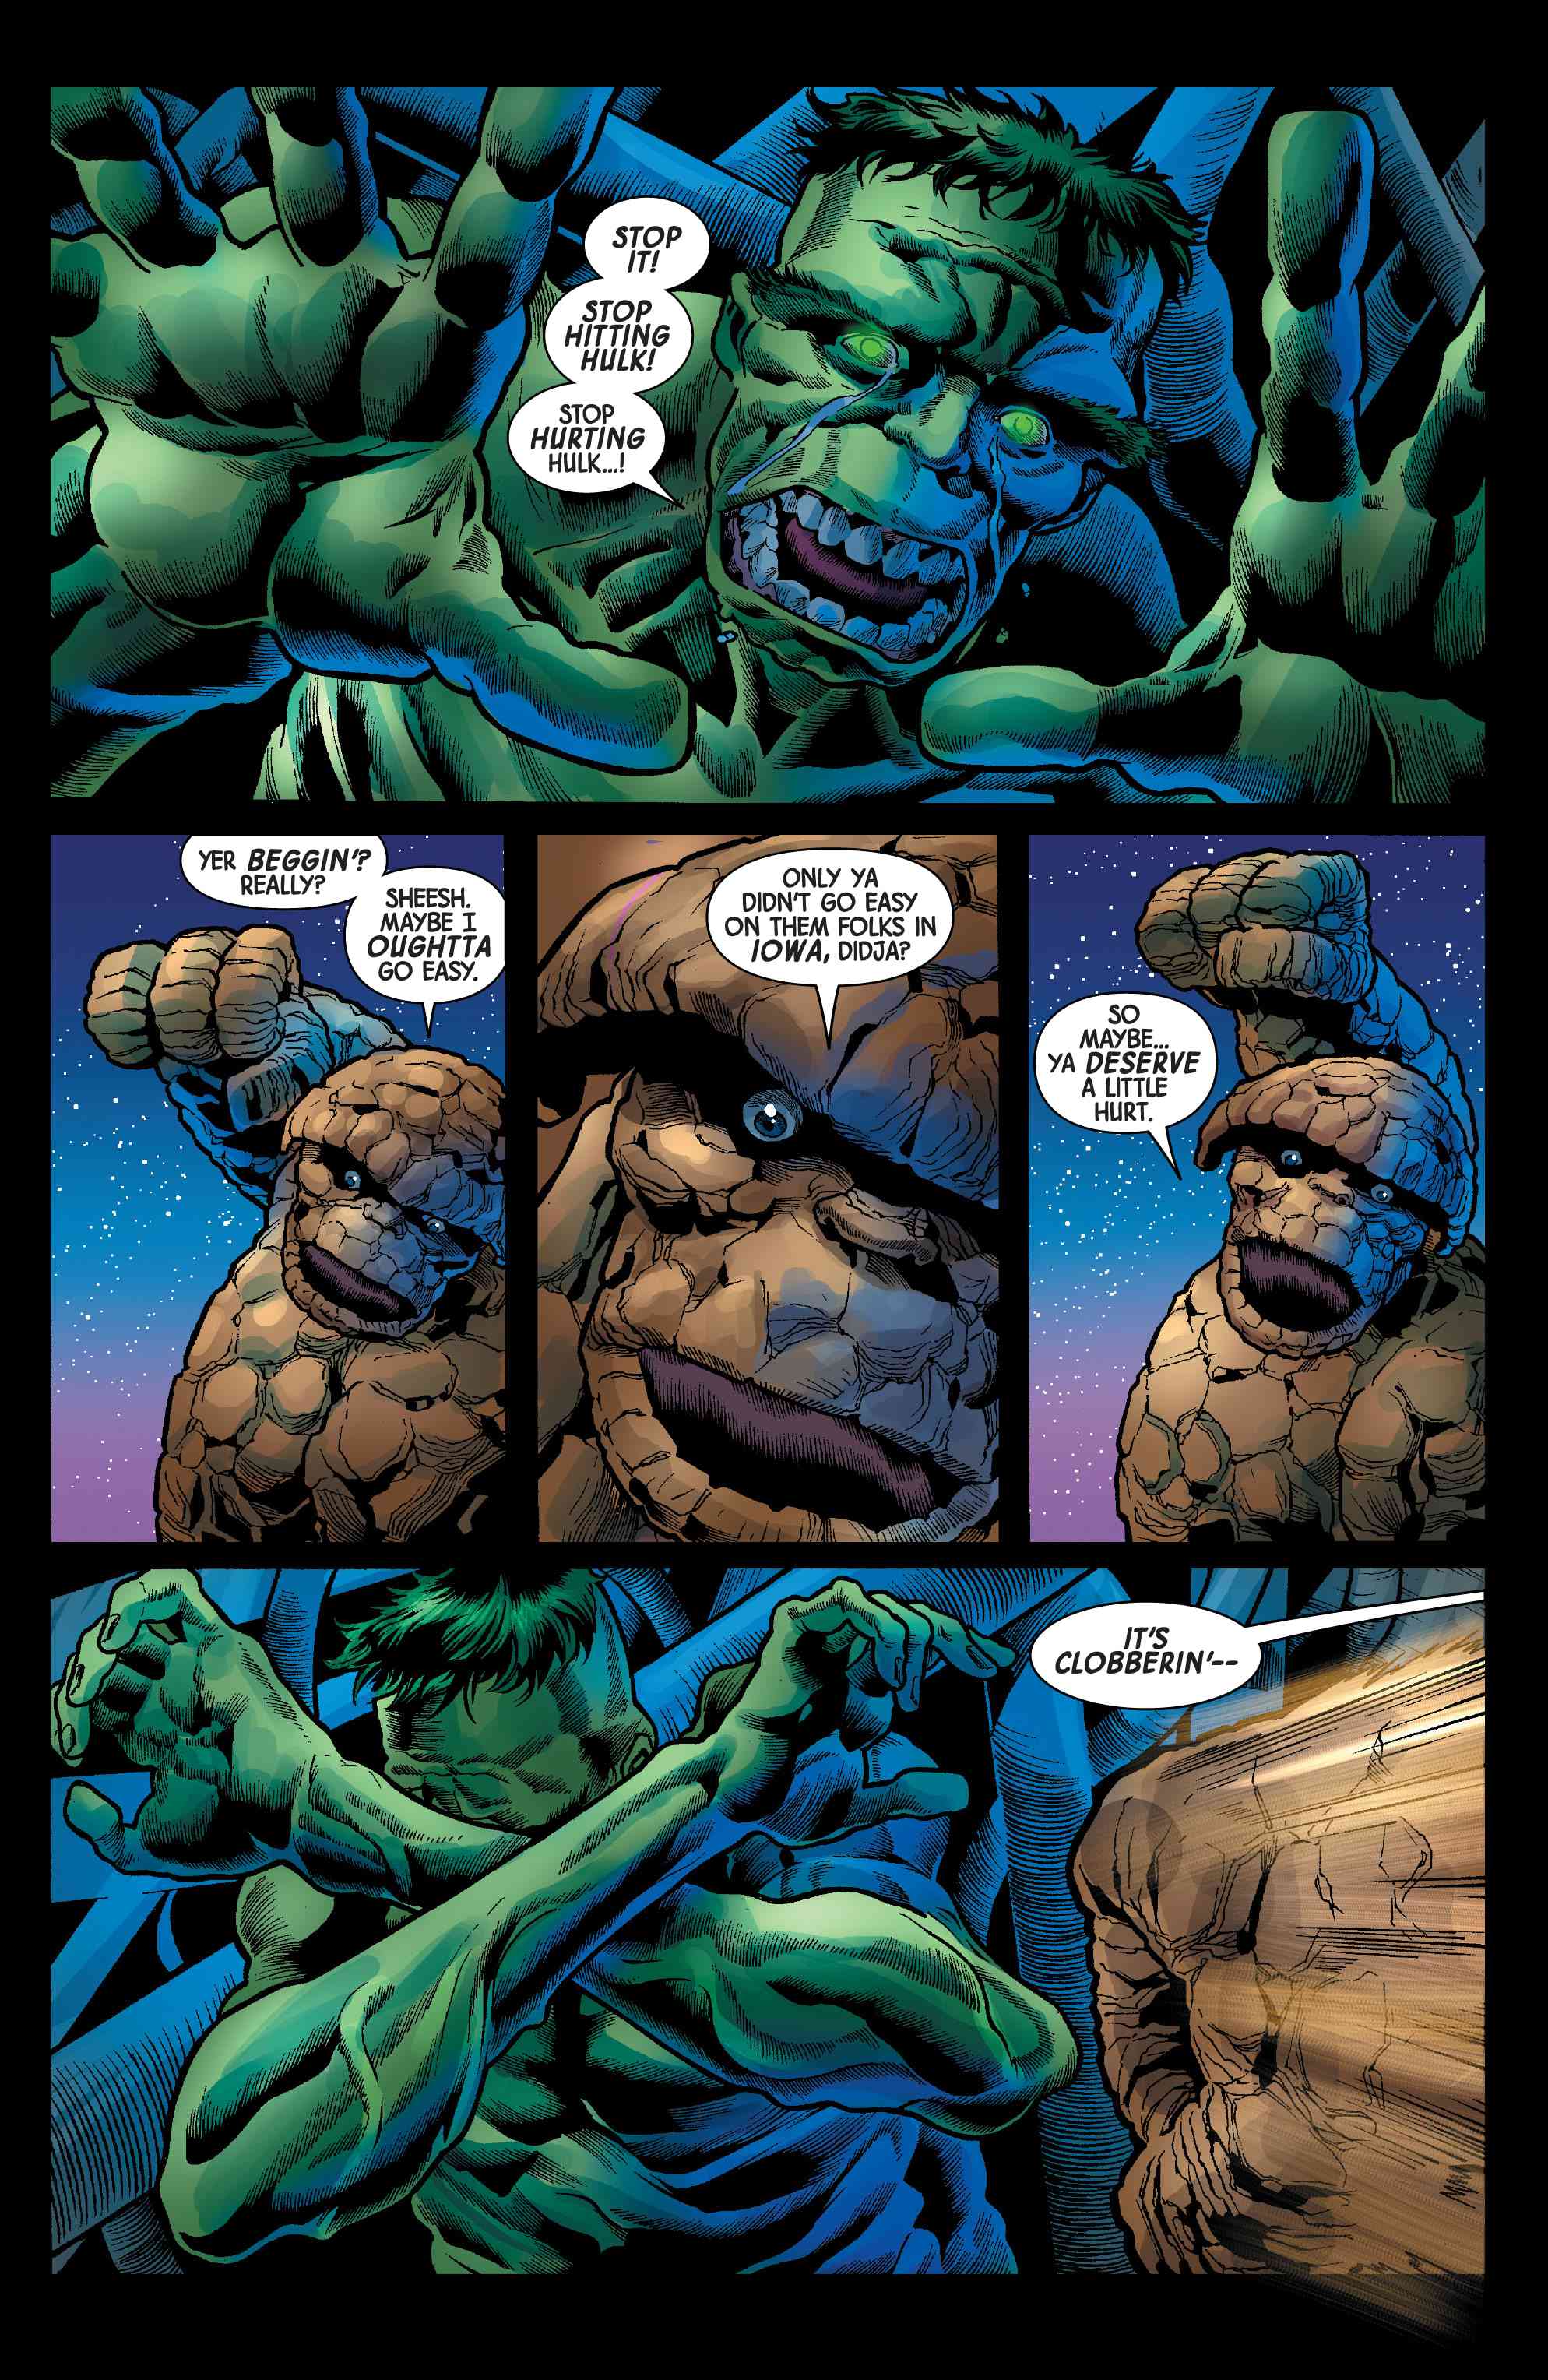 STOP
IT!
STOP
HITTING
HULK!
STOP
HURTING
HULK...!
YER BEGGIN'?
REALLY?
SHEESH.
MAYBE I
OUGHTTA
GO EASY.
ONLY YA
DIDN'T GO EASY
ON THEM FOLKS IN
IOWA, DIDJA?
SO
MAYBE...
YA DESERVE
A LITTLE
HURT.
IT'S
CLOBBERIN'--